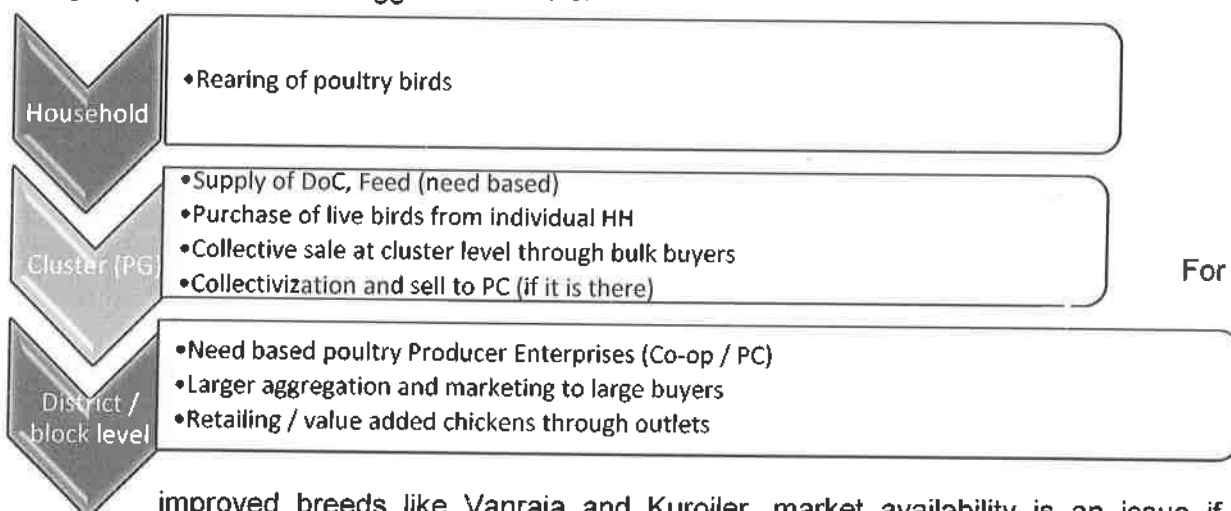 Household
•Rearing of poultry birds
Cluster (PG)
•Supply of DoC, Feed (need based)
•Purchase of live birds from individual HH
•Collective sale at cluster level through bulk buyers
•Collectivization and sell to PC (if it is there)
For
District /
block level
•Need based poultry Producer Enterprises (Co-op / PC)
•Larger aggregation and marketing to large buyers
•Retailing / value added chickens through outlets
improved breeds like Vanraja and Kuroiler, market availability is an issue if